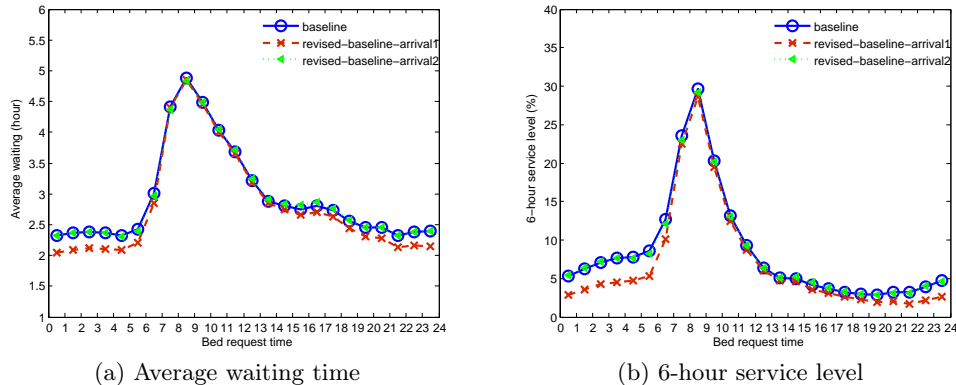 6
5.5
5
4.5
4
3.5
3
2.5
2
1.5
1
Average waiting (hour)
baseline
revised-baseline-arrival1
revised-baseline-arrival2
0 1 2 3 4 5 6 7 8 9 10 11 12 13 14 15 16 17 18 19 20 21 22 23 24
Bed request time
(a) Average waiting time
40
35
30
25
20
15
10
5
0
6-hour service level (%)
baseline
revised-baseline-arrival1
revised-baseline-arrival2
0 1 2 3 4 5 6 7 8 9 10 11 12 13 14 15 16 17 18 19 20 21 22 23 24
Bed request time
(b) 6-hour service level